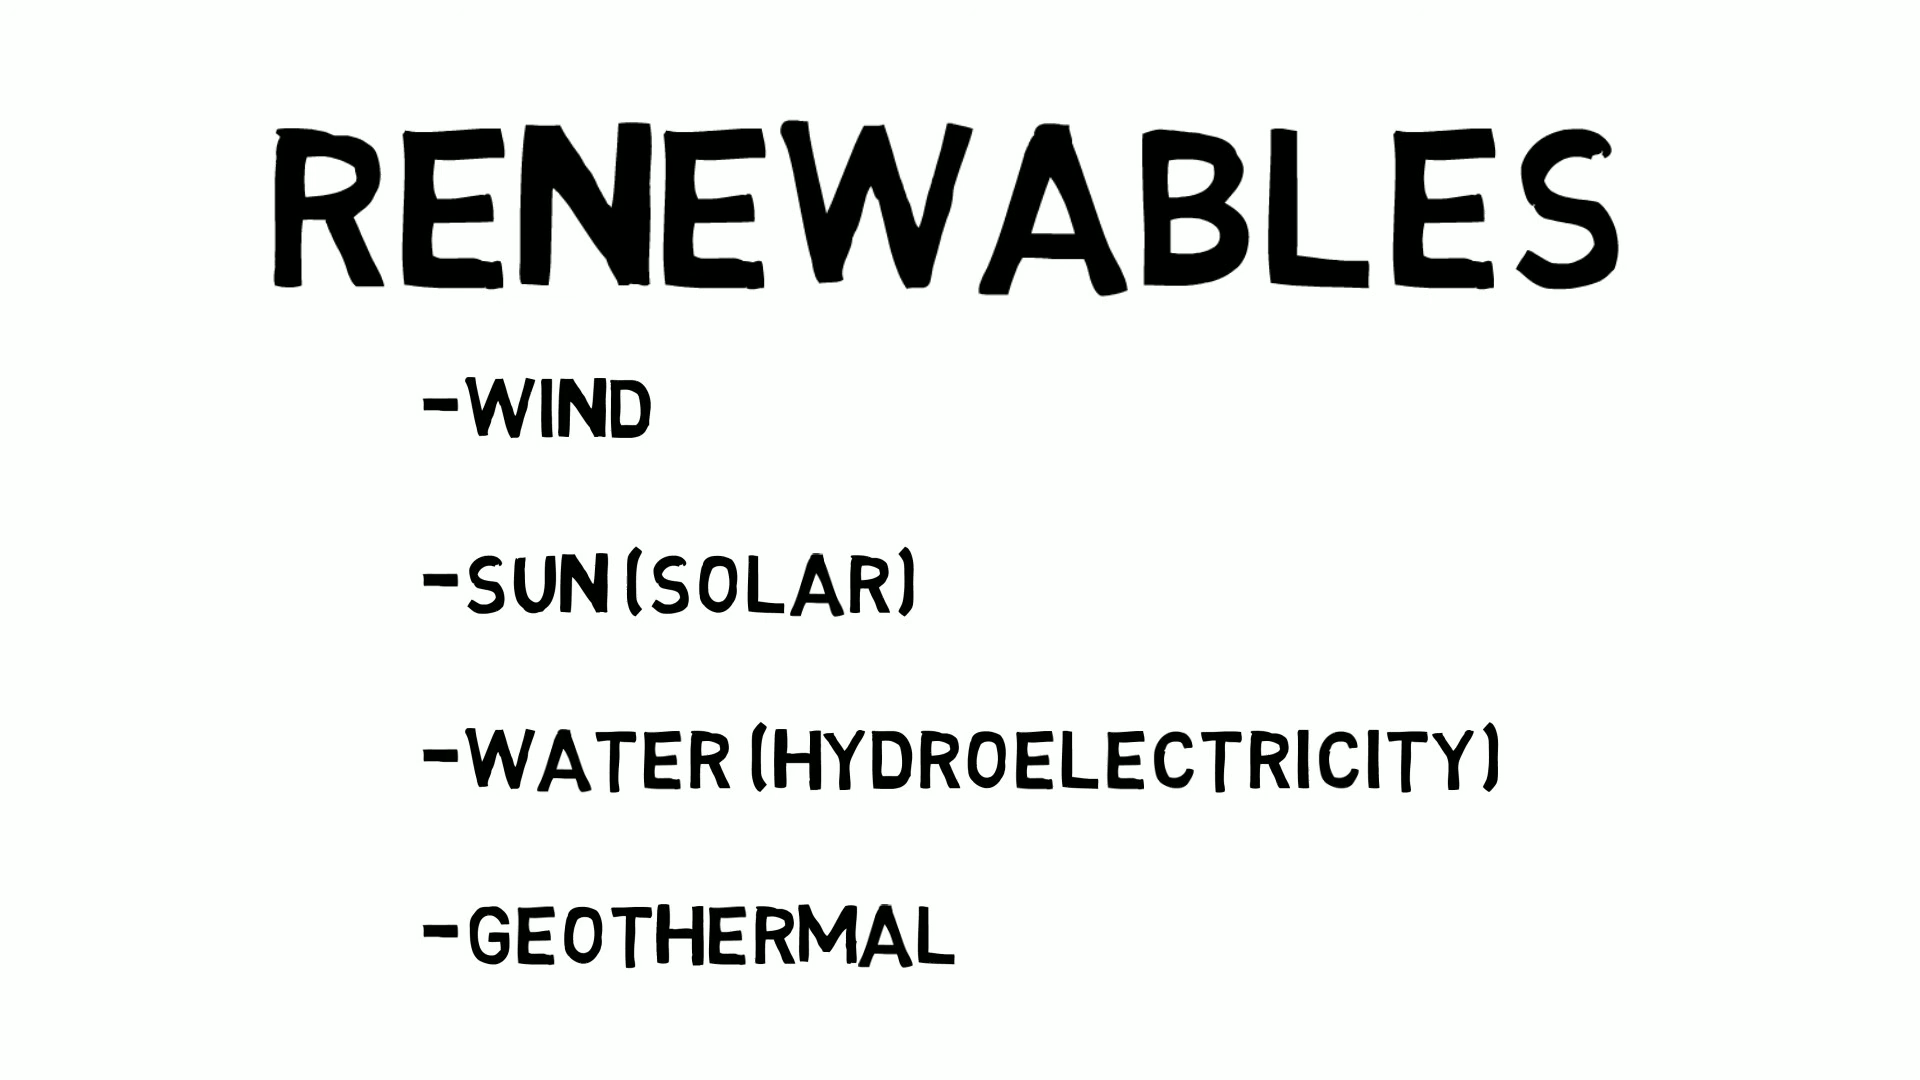 RENEWABLES
-WIND
-SUN (SOLAR)
-WATER (HYDROELECTRICITY)
-GEOTHERMAL